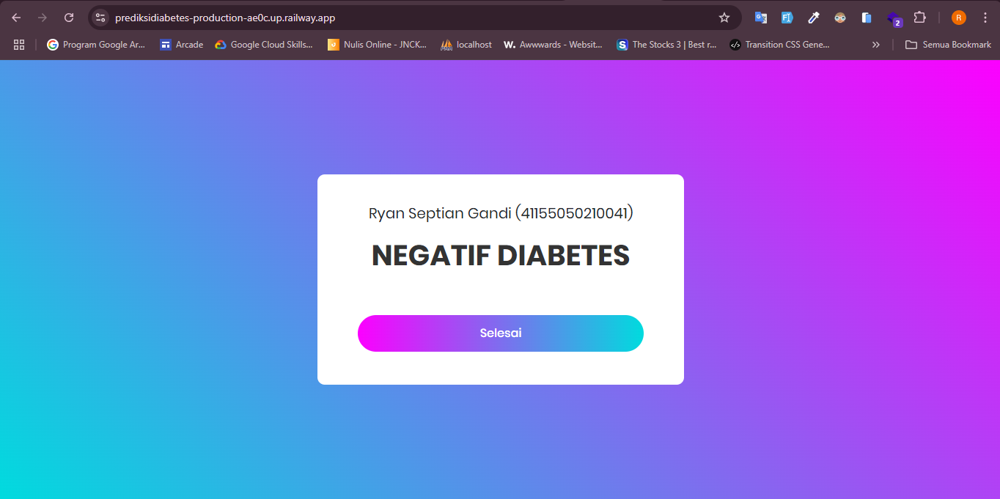 prediksidiabetes-production-ae0c.up.railway.app
2
R
Program Google Ar...
Arcade
Google Cloud Skills...
Nulis Online - JNCK...
localhost
W. Awwwards - Websit...
S The Stocks 3 | Best r...
</> Transition CSS Gene...
»
Semua Bookmark
Ryan Septian Gandi (41155050210041)
NEGATIF DIABETES
Selesai